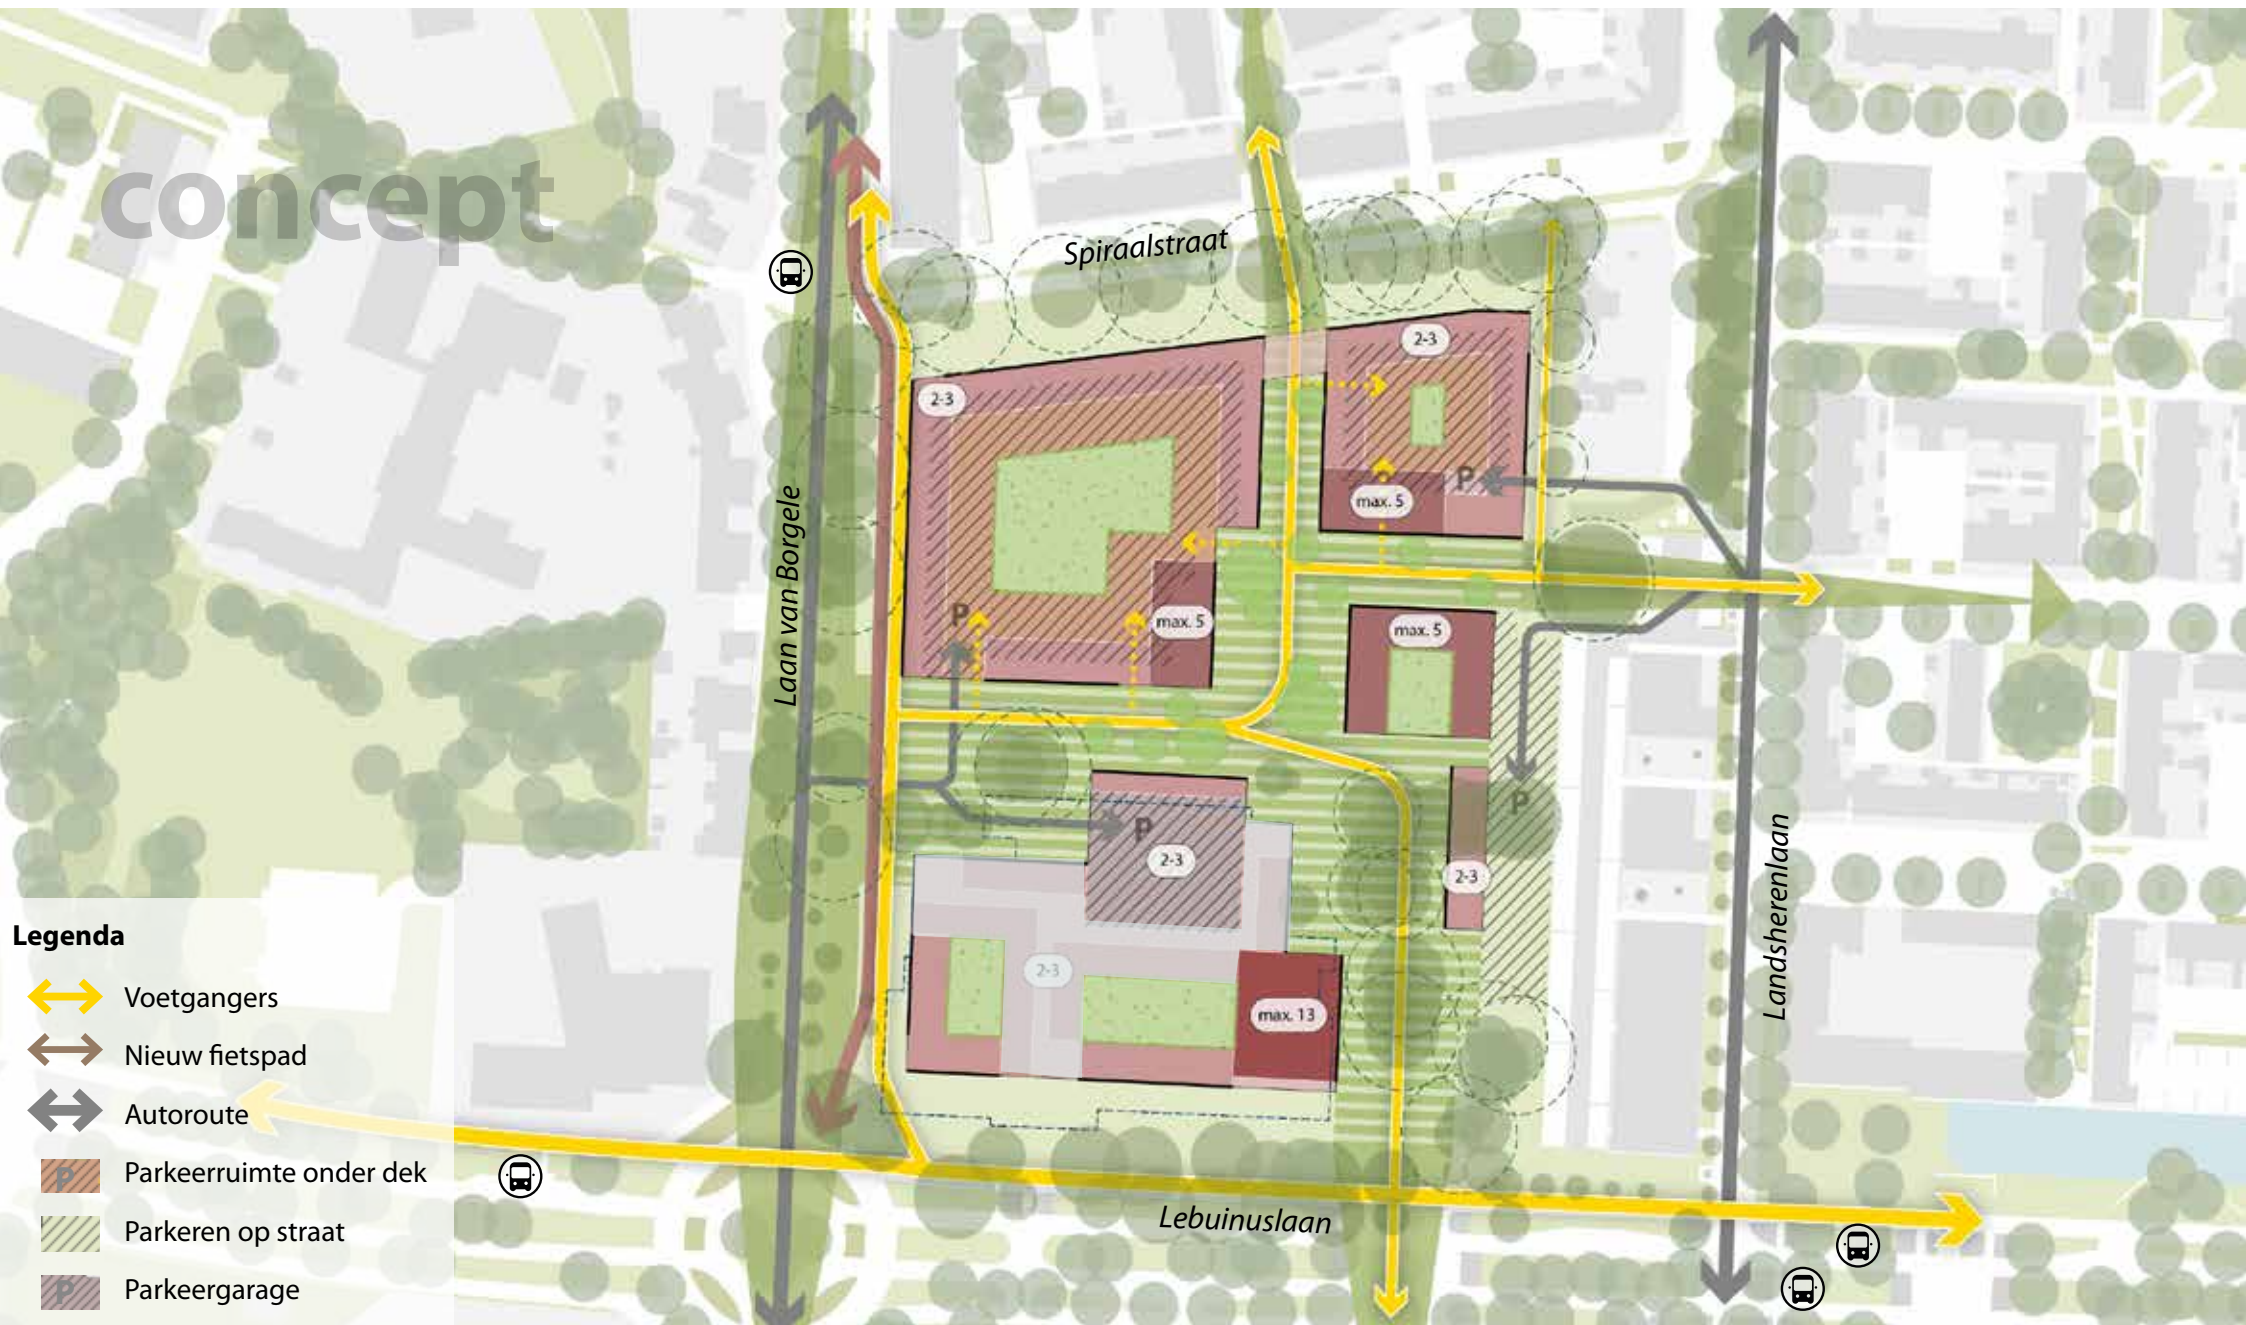 concept
Spiraalstraat
2-3
2-3
P
max. 5
Laan van Borgele
P
max. 5
max. 5
P
P
2-3
2-3
2-3
max. 13
Landsherenlaan
Lebuinuslaan
Legenda
Voetgangers
Nieuw fietspad
Autoroute
P Parkeerruimte onder dek
Parkeren op straat
P Parkeergarage